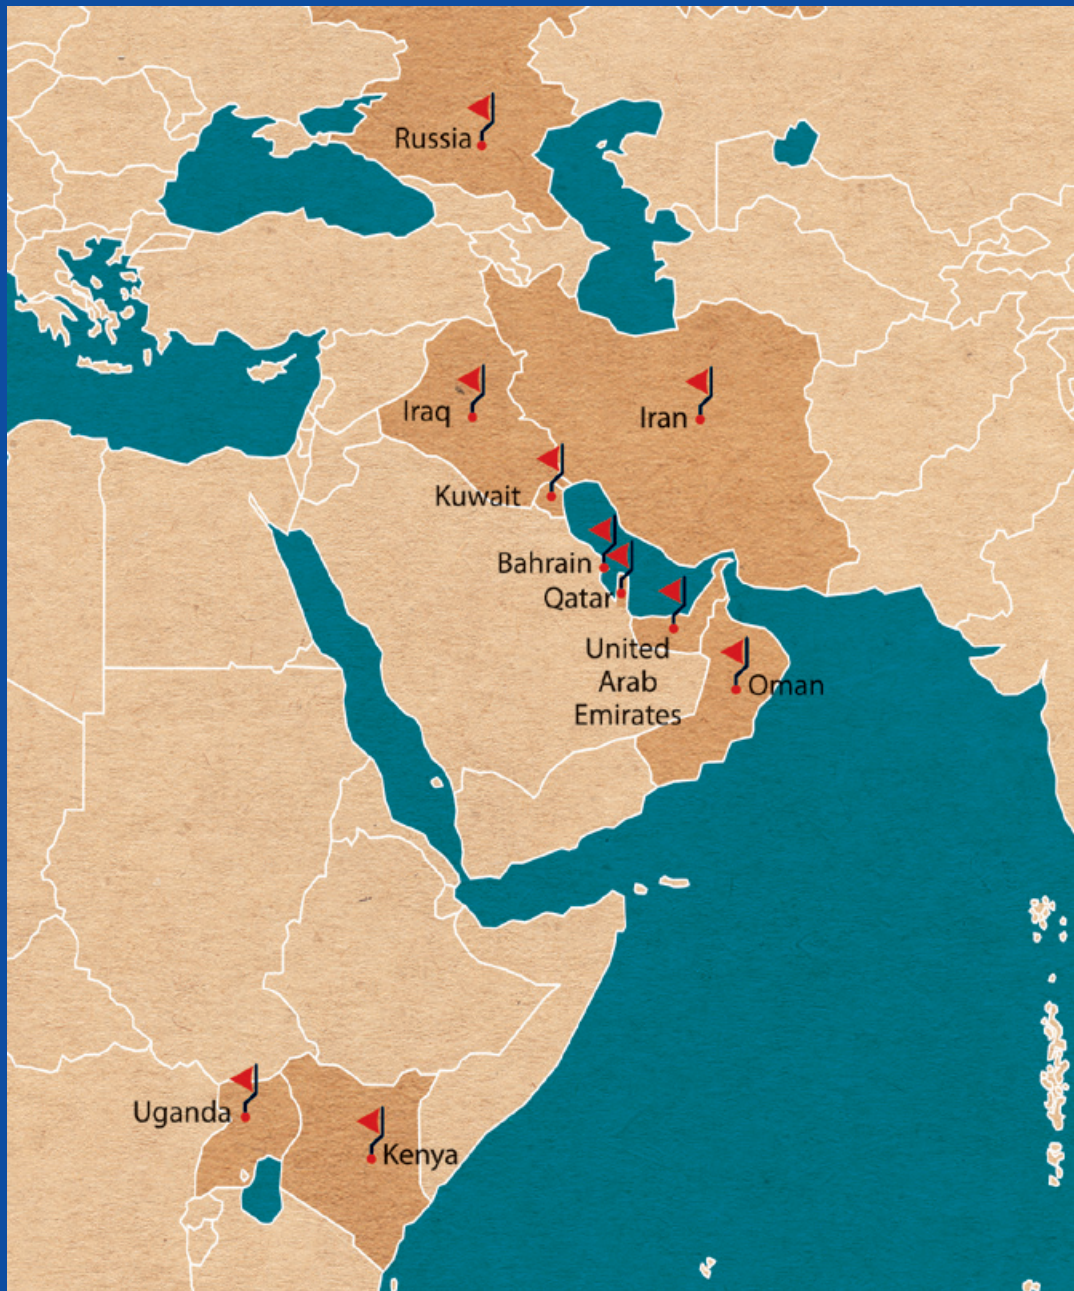 Russia
Iraq
Iran
Kuwait
Bahrain
Qatar
United
Arab
Emirates
Oman
Uganda
Kenya